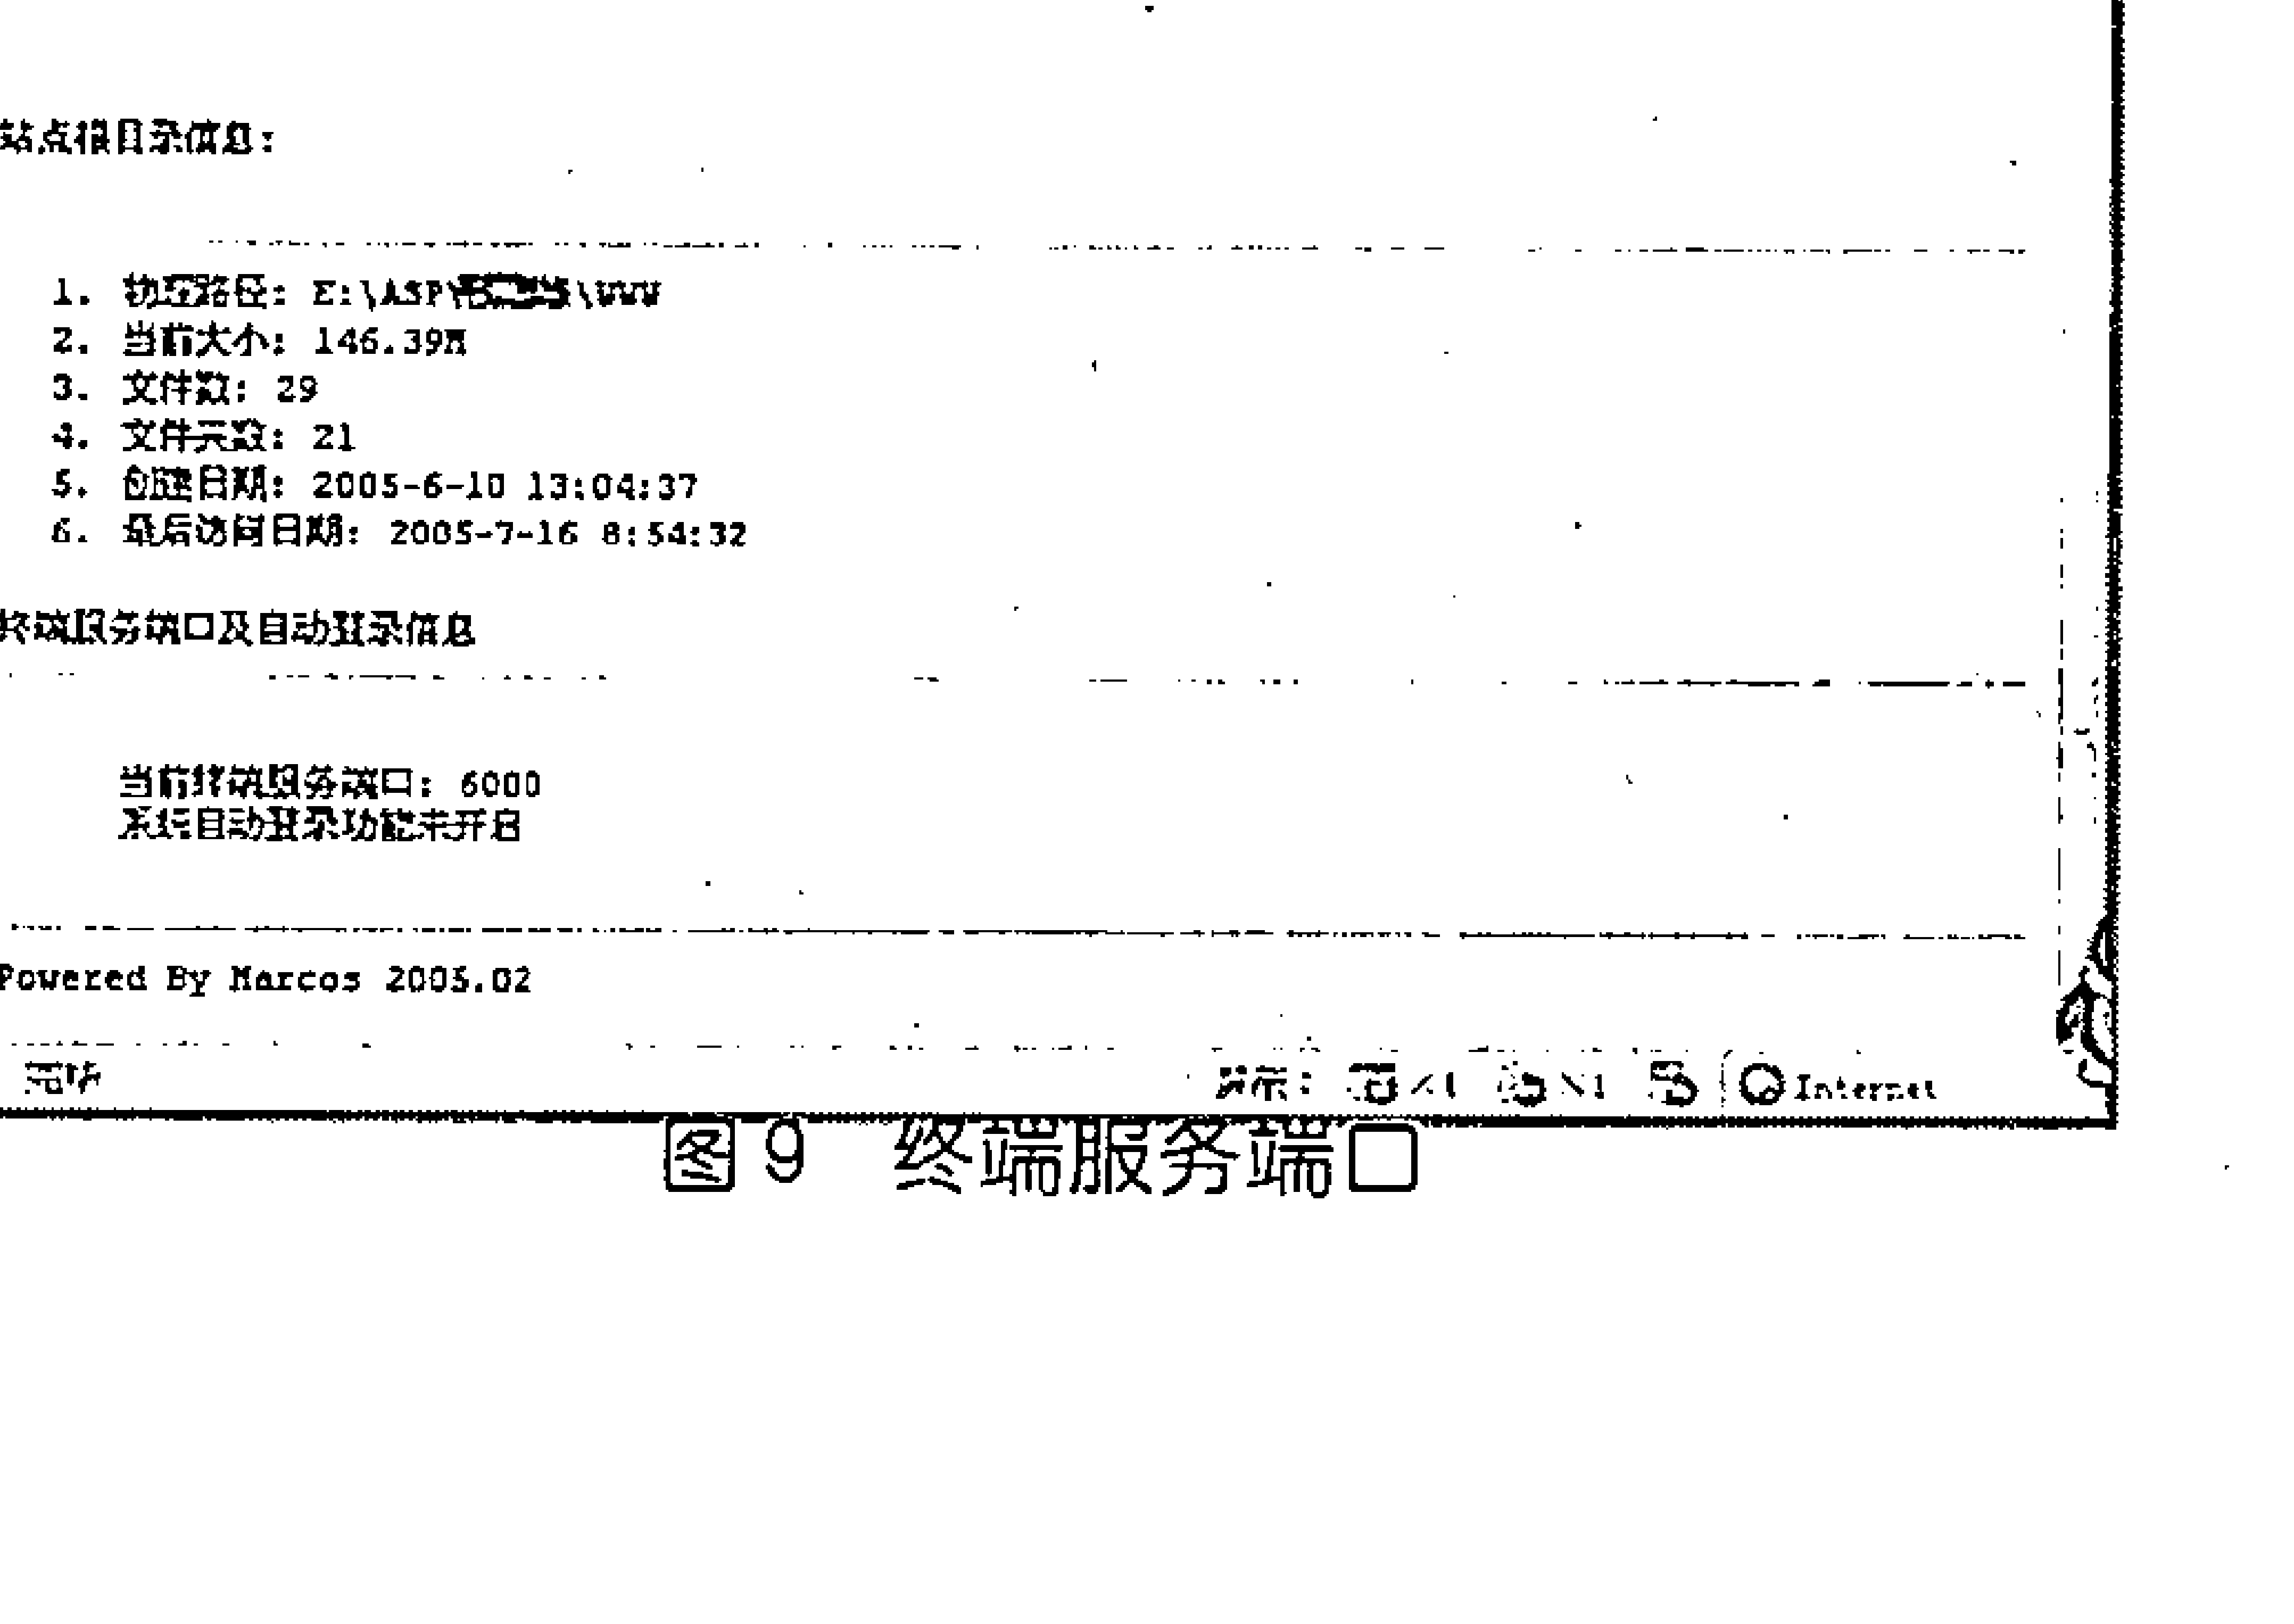 站点根目录信息：
1. 物理路径： E:\ASP\ \WWW
2. 当前大小： 146.39M
3. 文件数： 29
4. 文件夹数： 21
5. 创建日期： 2005-6-10 13:04:37
6. 最后访问日期： 2005-7-16 8:54:32
终端服务端口及自动登录信息
当前终端服务端口： 6000
系统自动登录功能未开启
Powered By Marcos 2005.02
Internet
图 9 终端服务端口